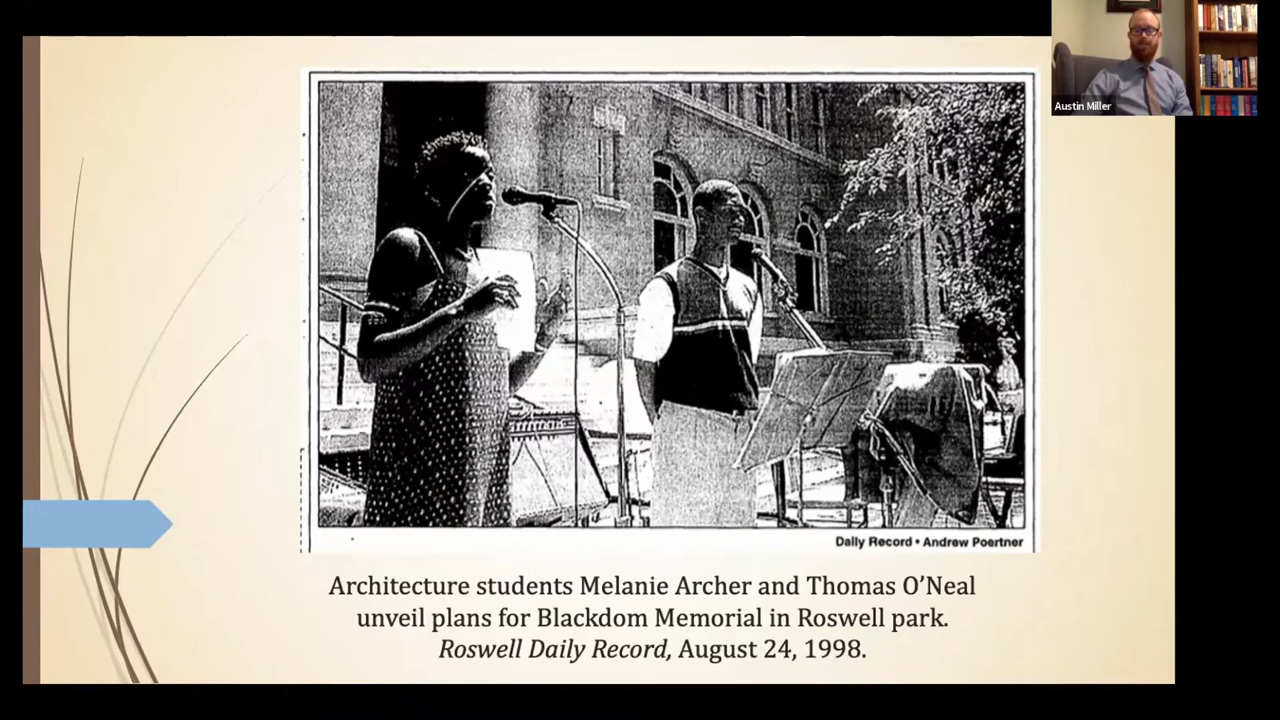 Austin Miller
Daily Record • Andrew Poertner
Architecture students Melanie Archer and Thomas O’Neal
unveil plans for Blackdom Memorial in Roswell park.
Roswell Daily Record, August 24, 1998.